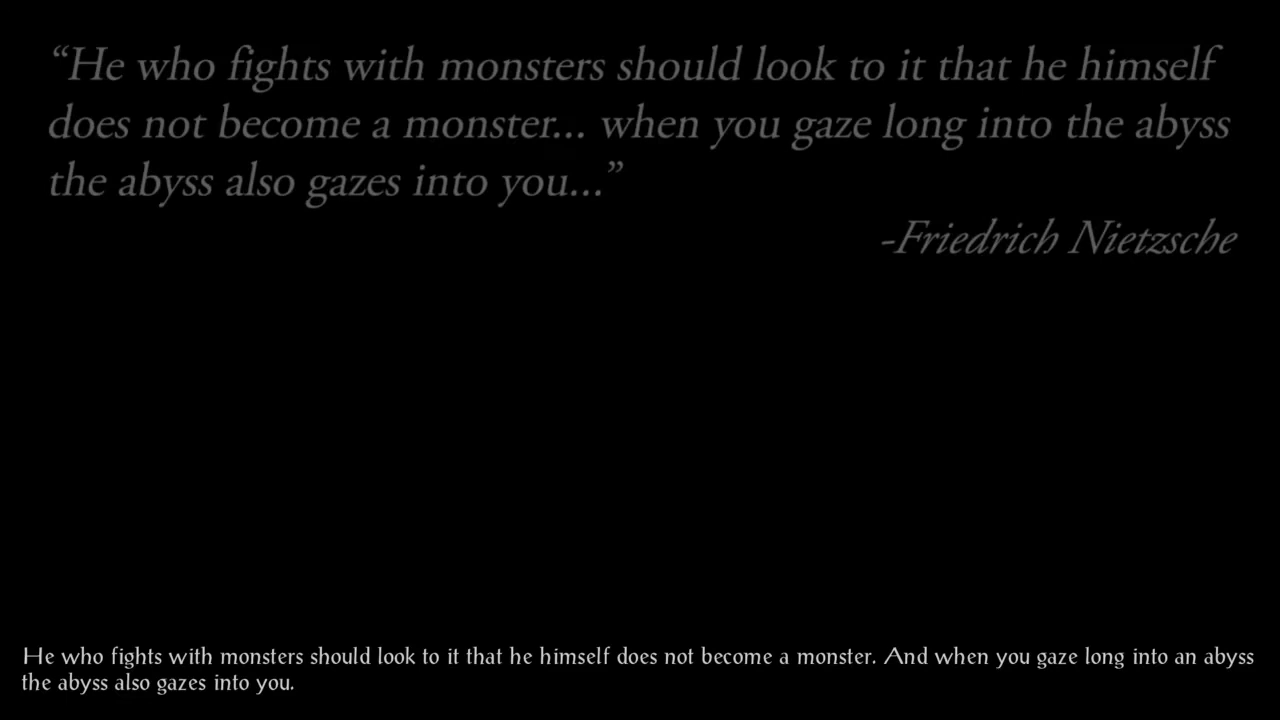 “He who fights with monsters should look to it that he himself
does not become a monster... when you gaze long into the abyss
the abyss also gazes into you...”
-Friedrich Nietzsche
He who fights with monsters should look to it that he himself does not become a monster. And when you gaze long into an abyss
the abyss also gazes into you.